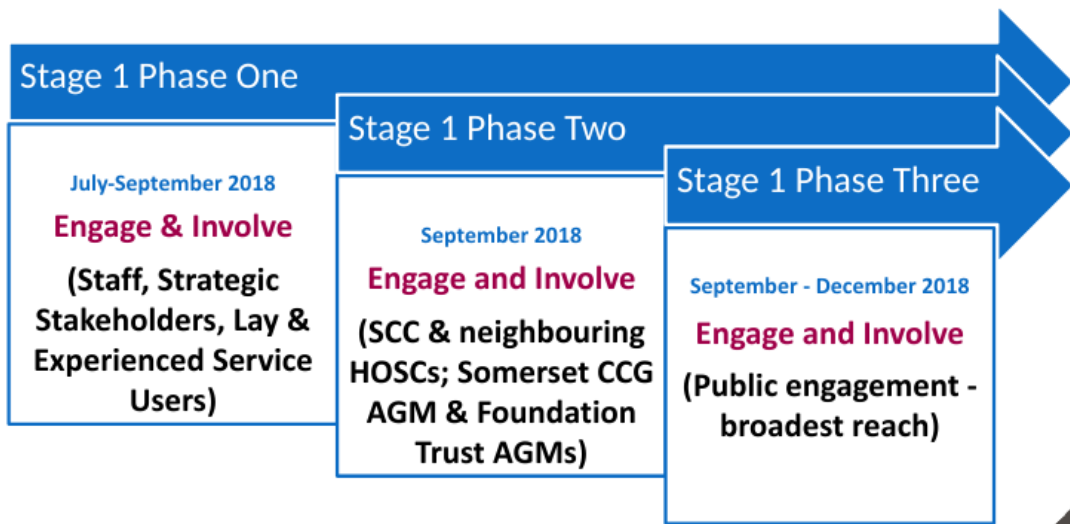 Stage 1 Phase One
July-September 2018
Engage & Involve
(Staff, Strategic
Stakeholders, Lay &
Experienced Service
Users)
Stage 1 Phase Two
September 2018
Engage and Involve
(SCC & neighbouring
HOSCs; Somerset CCG
AGM & Foundation
Trust AGMs)
Stage 1 Phase Three
September - December 2018
Engage and Involve
(Public engagement -
broadest reach)